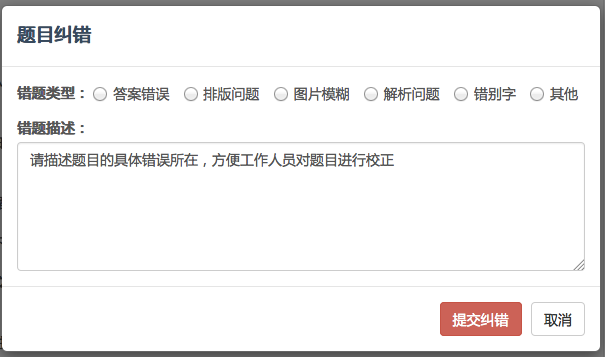 题目纠错
错题类型： 答案错误 排版问题 图片模糊 解析问题 错别字 其他
错题描述：
请描述题目的具体错误所在，方便工作人员对题目进行校正
提交纠错 取消